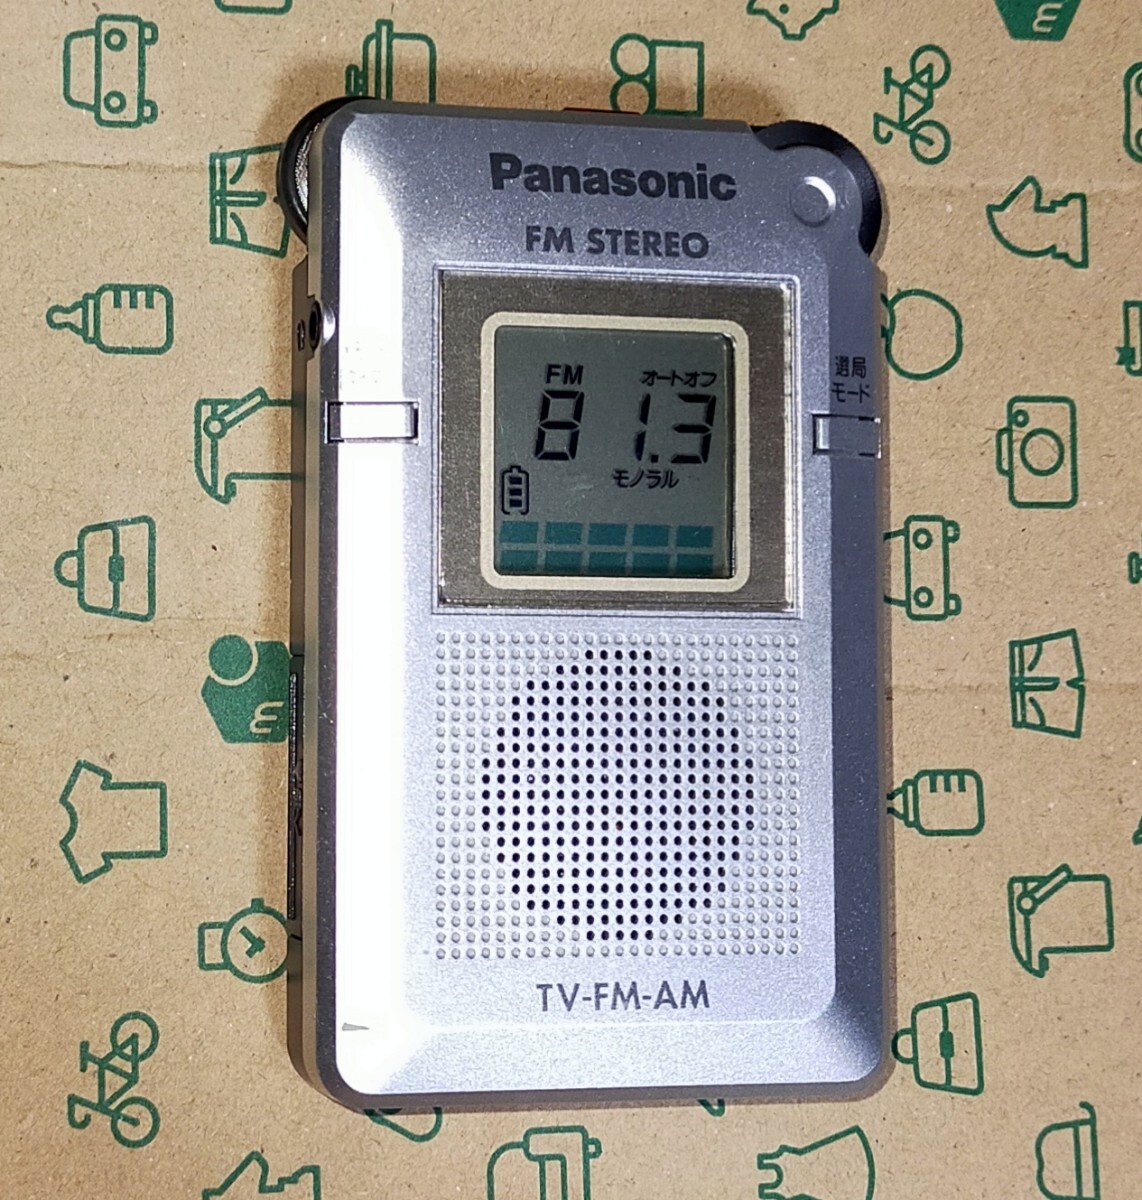 Panasonic
FM STEREO
選局
モード
FM オートオフ
81.3
モノラル
TV-FM-AM